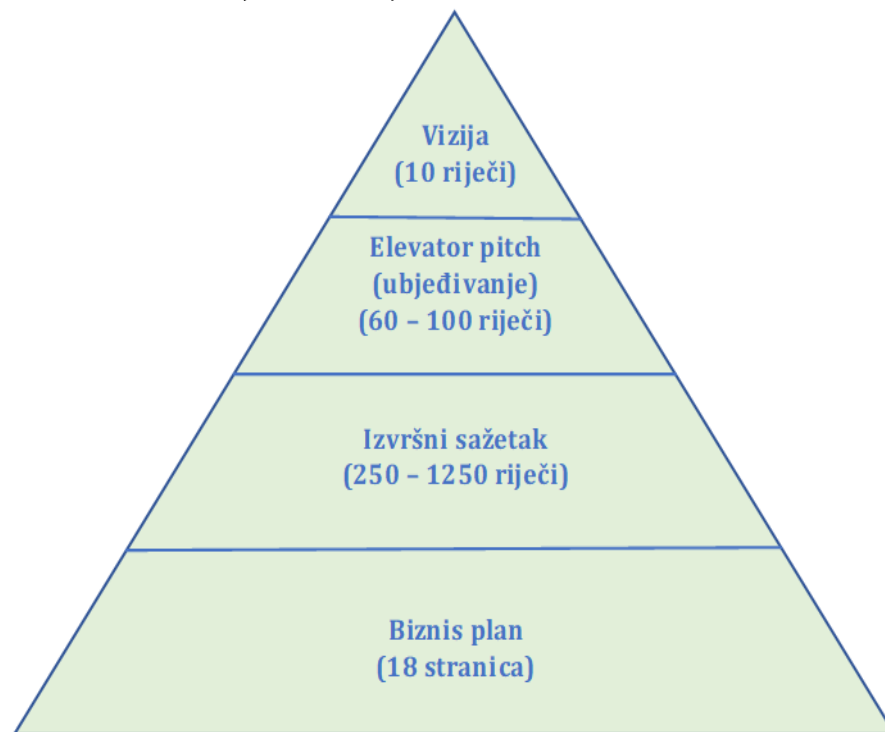 Vizija
(10 riječi)
Elevator pitch
(ubjeđivanje)
(60 – 100 riječi)
Izvršni sažetak
(250 – 1250 riječi)
Biznis plan
(18 stranica)